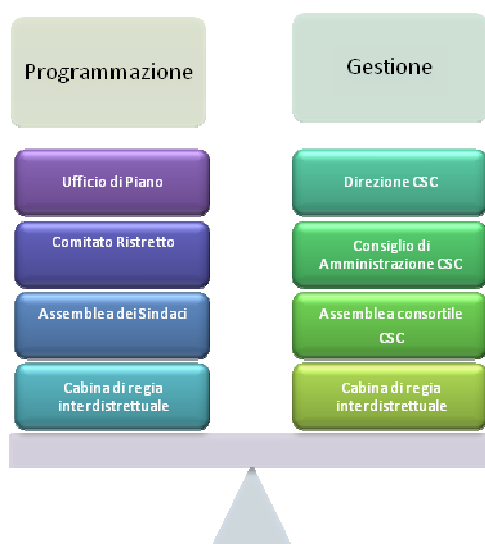 Programmazione
Ufficio di Piano
Comitato Ristretto
Assemblea dei Sindaci
Cabina di regia
interdistrettuale
Gestione
Direzione CSC
Consiglio di
Amministrazione CSC
Assemblea consortile
CSC
Cabina di regia
interdistrettuale